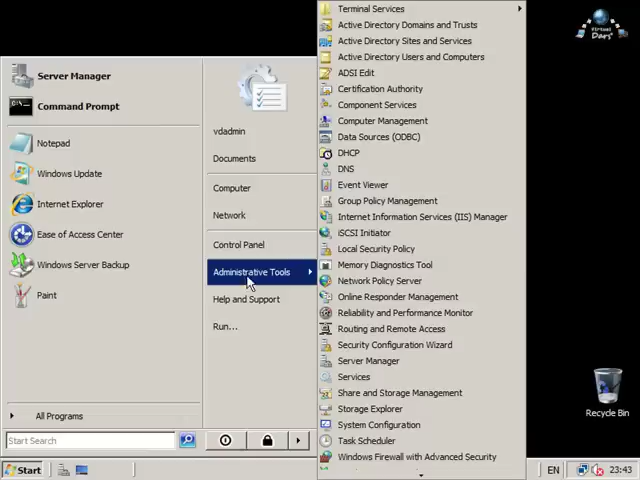 Server Manager
Command Prompt
Notepad
Windows Update
Internet Explorer
Ease of Access Center
Windows Server Backup
Paint
All Programs
Start Search
vdadmin
Documents
Computer
Network
Control Panel
Administrative Tools
Help and Support
Run...
Terminal Services
Active Directory Domains and Trusts
Active Directory Sites and Services
Active Directory Users and Computers
ADSI Edit
Certification Authority
Component Services
Computer Management
Data Sources (ODBC)
DHCP
DNS
Event Viewer
Group Policy Management
Internet Information Services (IIS) Manager
iSCSI Initiator
Local Security Policy
Memory Diagnostics Tool
Network Policy Server
Online Responder Management
Reliability and Performance Monitor
Routing and Remote Access
Security Configuration Wizard
Server Manager
Services
Share and Storage Management
Storage Explorer
System Configuration
Task Scheduler
Windows Firewall with Advanced Security
Virtual
Recycle Bin
Start
EN
23:43